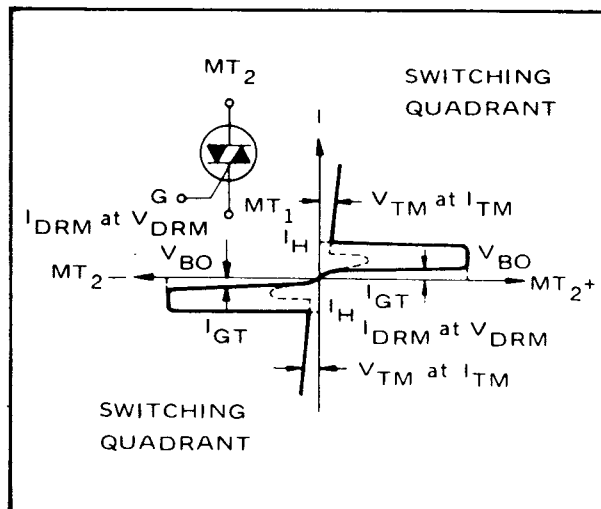 MT2
SWITCHING
QUADRANT
I
G
MT1
VTM at ITM
IDRM at VDRM
IH
VBO
VBO
MT2 –
MT2+
IGT
IH
IGT
IDRM at VDRM
VTM at ITM
SWITCHING
QUADRANT